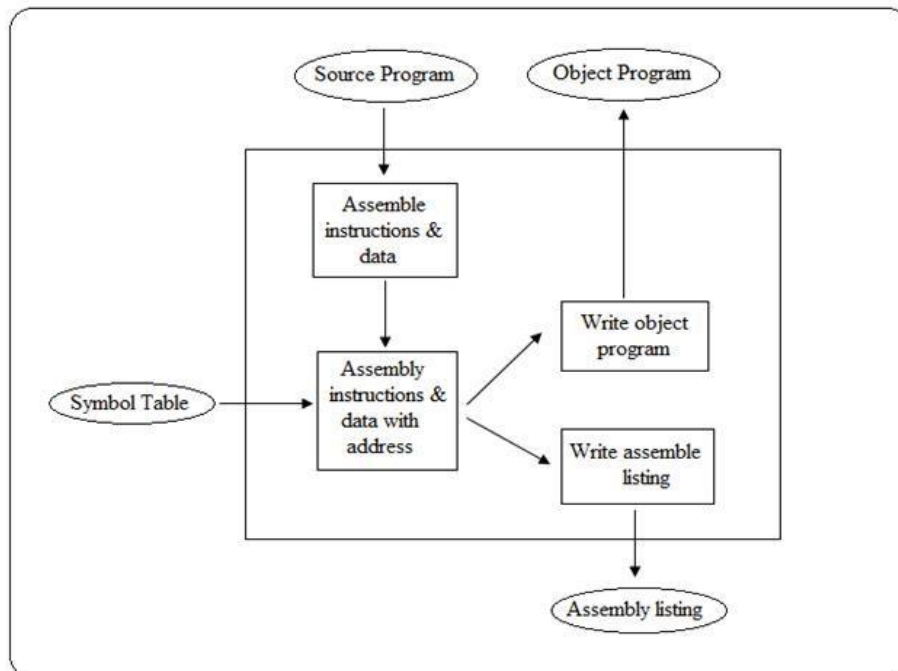 Source Program
Object Program
Assemble
instructions &
data
Write object
program
Assembly
instructions &
data with
address
Symbol Table
Write assemble
listing
Assembly listing